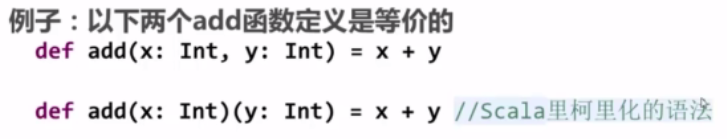 例子：以下两个add函数定义是等价的
def add(x: Int, y: Int) = x + y
def add(x: Int)(y: Int) = x + y //Scala里柯里化的语法